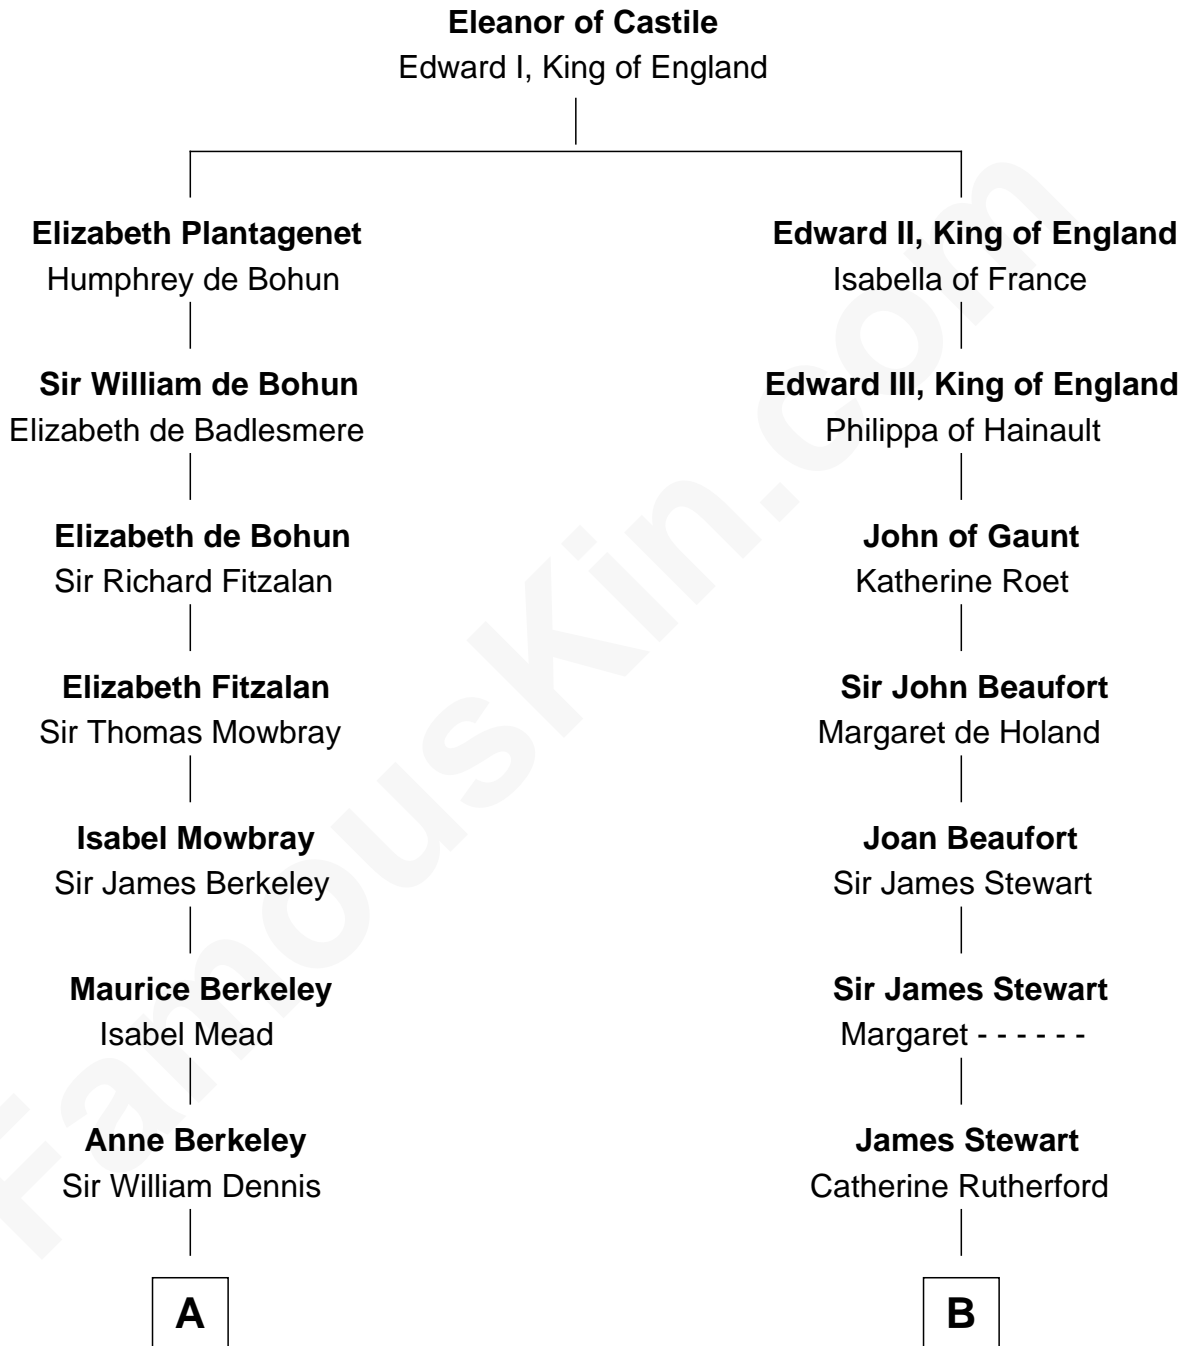 Eleanor of Castile
Edward I, King of England
Elizabeth Plantagenet
Humphrey de Bohun
Sir William de Bohun
Elizabeth de Badlesmere
Elizabeth de Bohun
Sir Richard Fitzalan
Elizabeth Fitzalan
Sir Thomas Mowbray
Isabel Mowbray
Sir James Berkeley
Maurice Berkeley
Isabel Mead
Anne Berkeley
Sir William Dennis
A
Edward II, King of England
Isabella of France
Edward III, King of England
Philippa of Hainault
John of Gaunt
Katherine Roet
Sir John Beaufort
Margaret de Holand
Joan Beaufort
Sir James Stewart
Sir James Stewart
Margaret - - - - - -
James Stewart
Catherine Rutherford
B
FamousKin.com